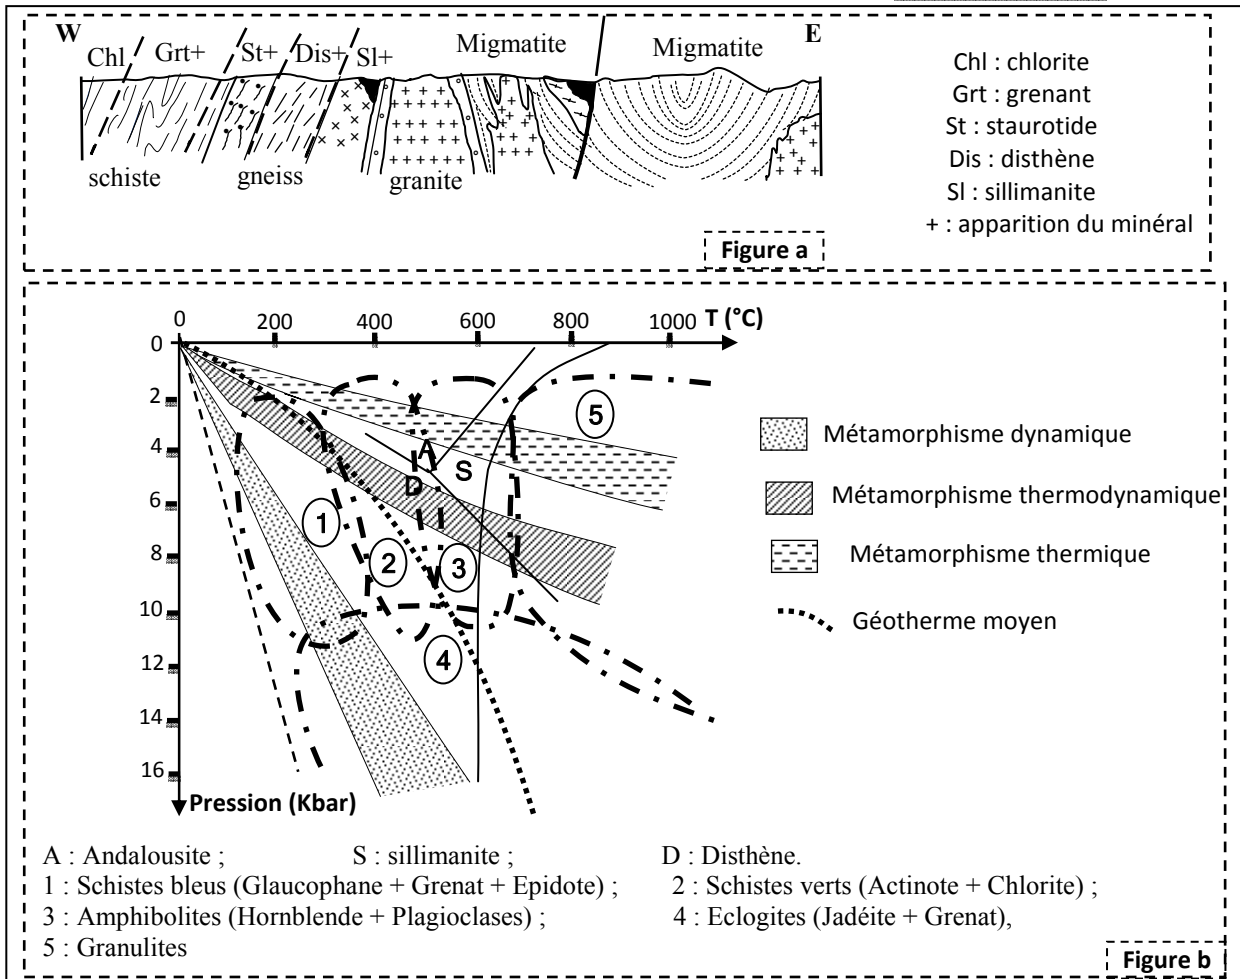 W
E
Chl
Grt+
St+
Dis+
Sl+
Migmatite
Migmatite
schiste
gneiss
granite
Chl : chlorite
Grt : grenant
St : staurotide
Dis : disthène
Sl : sillimanite
+ : apparition du minéral
Figure a
0 200 400 600 800 1000 T (°C)
0
2
4
6
8
10
12
14
16
Pression (Kbar)
1
2
3
4
5
A
S
D
Métamorphisme dynamique
Métamorphisme thermodynamique
Métamorphisme thermique
Géotherme moyen
A : Andalousite ; S : sillimanite ; D : Disthène.
1 : Schistes bleus (Glaucophane + Grenat + Epidote) ; 2 : Schistes verts (Actinote + Chlorite) ;
3 : Amphibolites (Hornblende + Plagioclases) ; 4 : Eclogites (Jadéite + Grenat),
5 : Granulites
Figure b